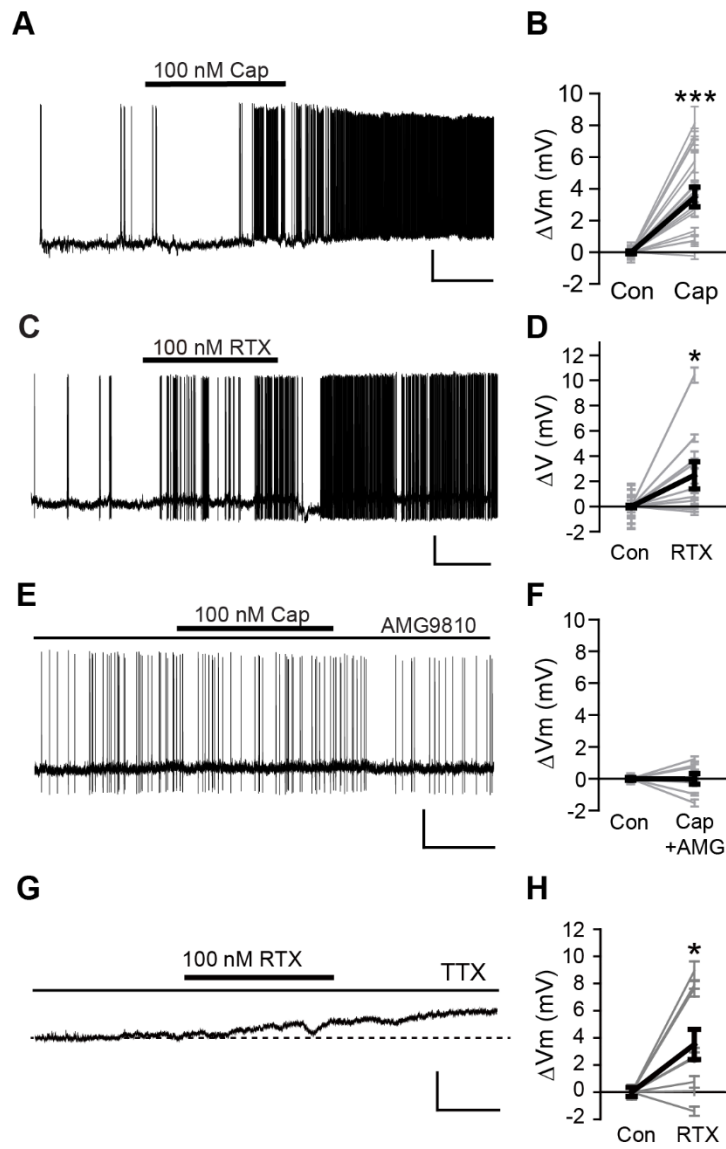 A
100 nM Cap
B
10
8
6
4
2
0
-2
ΔVm (mV)
***
Con Cap
C
100 nM RTX
D
12
10
8
6
4
2
0
-2
ΔV (mV)
*
Con RTX
E
100 nM Cap
AMG9810
F
10
8
6
4
2
0
-2
ΔVm (mV)
Con Cap
+AMG
G
100 nM RTX
TTX
H
12
10
8
6
4
2
0
-2
ΔVm (mV)
*
Con RTX